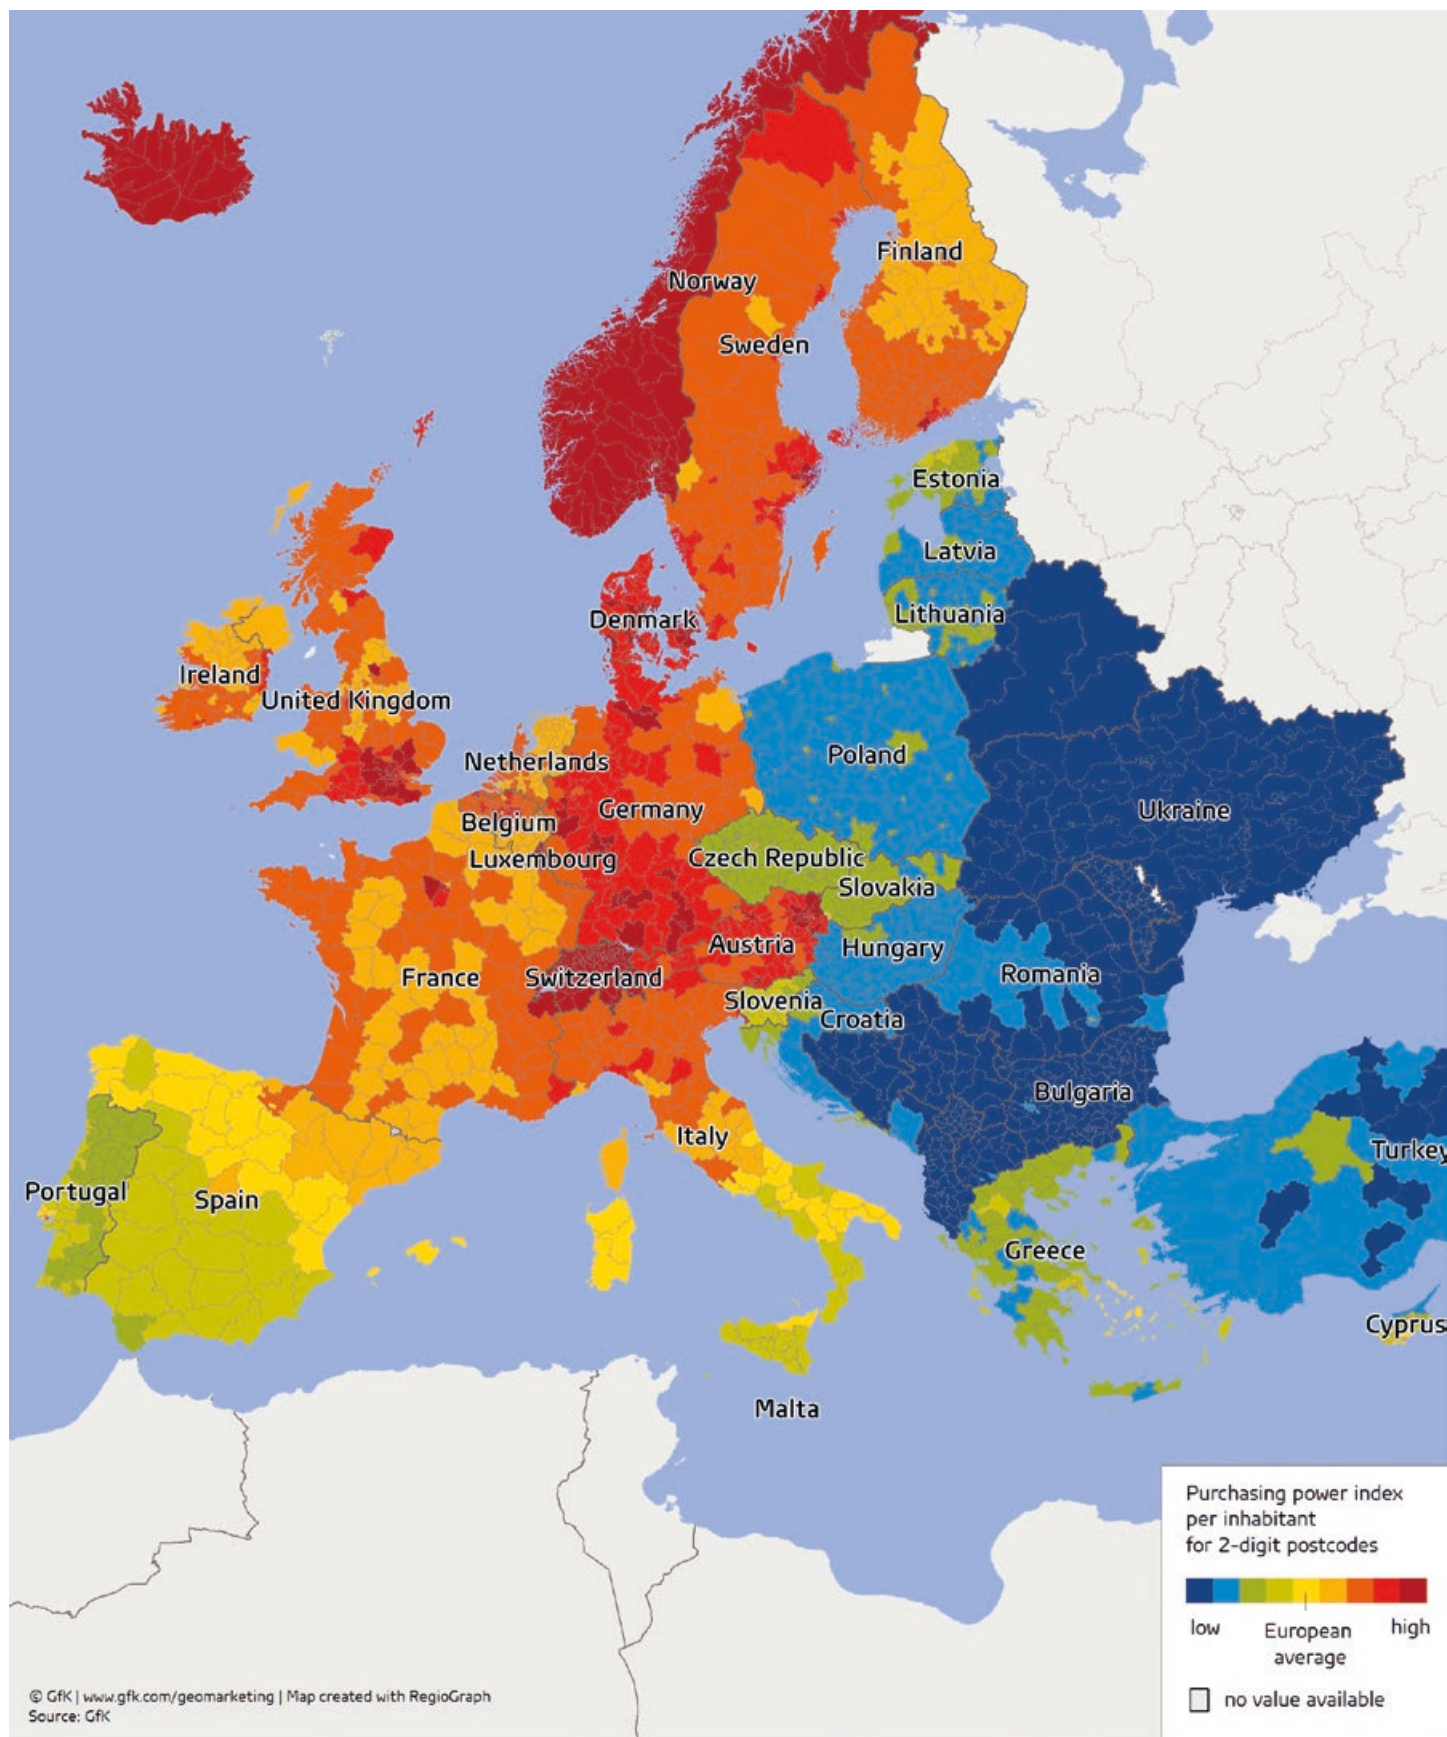 Norway
Finland
Sweden
Estonia
Latvia
Lithuania
Denmark
Ireland
United Kingdom
Netherlands
Poland
Germany
Ukraine
Belgium
Luxembourg
Czech Republic
Slovakia
Austria
Hungary
France
Switzerland
Romania
Slovenia
Croatia
Bulgaria
Italy
Turkey
Portugal
Spain
Greece
Cyprus
Malta
Purchasing power index
per inhabitant
for 2-digit postcodes
low
European
average
high
no value available
© GfK | www.gfk.com/geomarketing | Map created with RegioGraph
Source: GfK